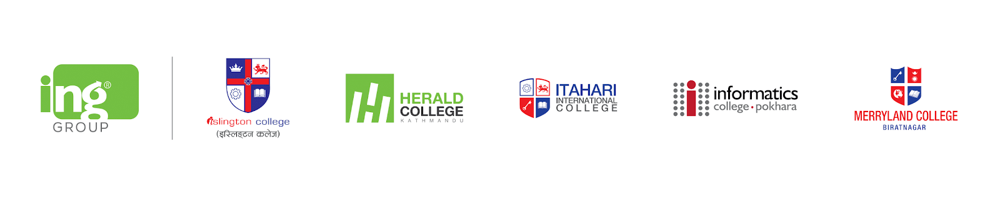 ing®
GROUP
islington college
(इस्लिङ्टन कलेज)
HERALD
COLLEGE
KATHMANDU
ITAHARI
INTERNATIONAL
COLLEGE
informatics
college • pokhara
MERRYLAND COLLEGE
BIRATNAGAR